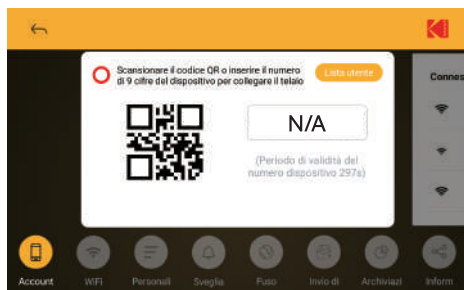 Scansionare il codice QR o inserire il numero
di 9 cifre del dispositivo per collegare il telaio
Lista utente
Connes
N/A
(Periodo di validità del
numero dispositivo 297s)
Account WiFi Personali Sveglia Fuso Invio di Archiviazi Inform